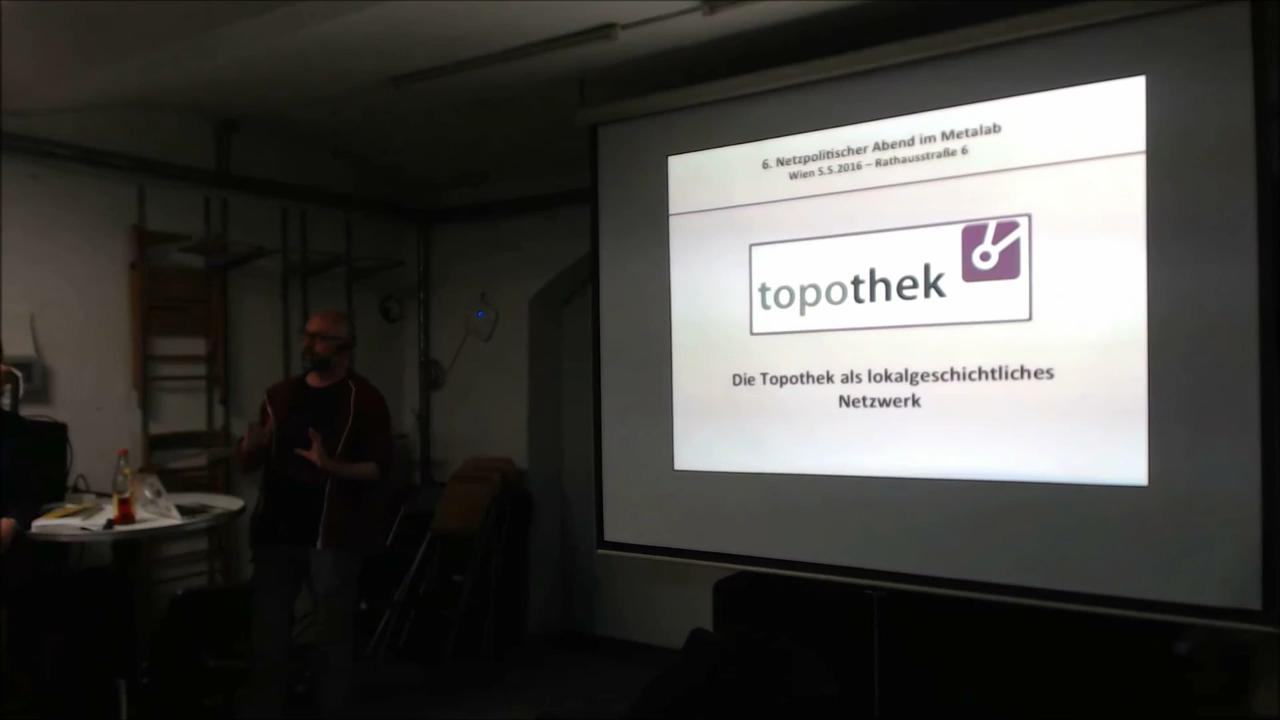 6. Netzpolitischer Abend im Metalab
Wien 5.5.2016 – Rathausstraße 6
topothek
Die Topothek als lokalgeschichtliches
Netzwerk